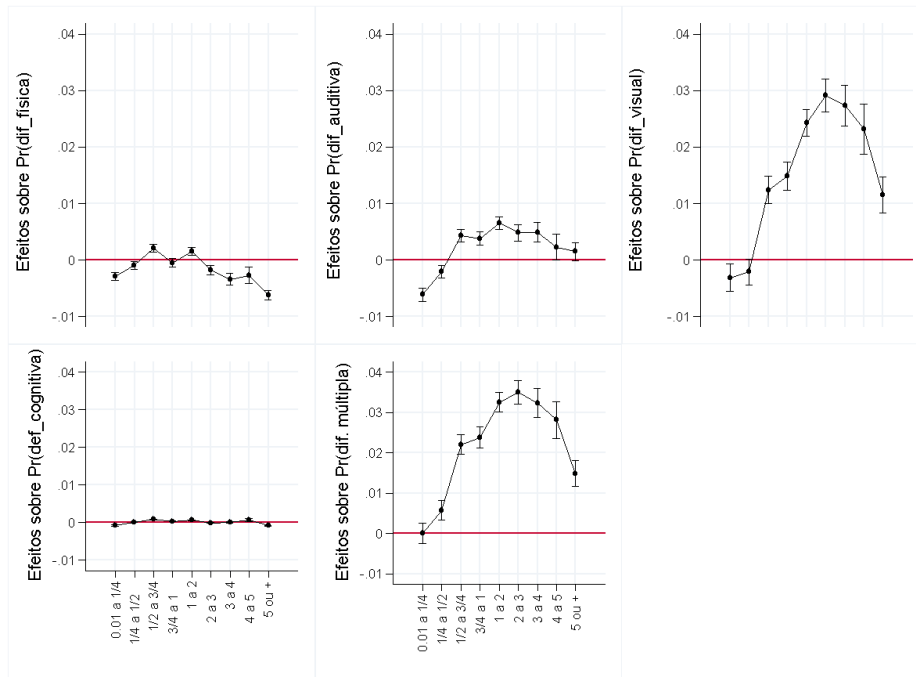 Efeitos sobre Pr(dif_física)
.04
.03
.02
.01
0
-.01
Efeitos sobre Pr(dif_auditiva)
.04
.03
.02
.01
0
-.01
Efeitos sobre Pr(dif_visual)
.04
.03
.02
.01
0
-.01
Efeitos sobre Pr(def_cognitiva)
.04
.03
.02
.01
0
-.01
0.01 a 1/4
1/4 a 1/2
1/2 a 3/4
3/4 a 1
1 a 2
2 a 3
3 a 4
4 a 5
5 ou +
Efeitos sobre Pr(dif. múltipla)
.04
.03
.02
.01
0
-.01
0.01 a 1/4
1/4 a 1/2
1/2 a 3/4
3/4 a 1
1 a 2
2 a 3
3 a 4
4 a 5
5 ou +